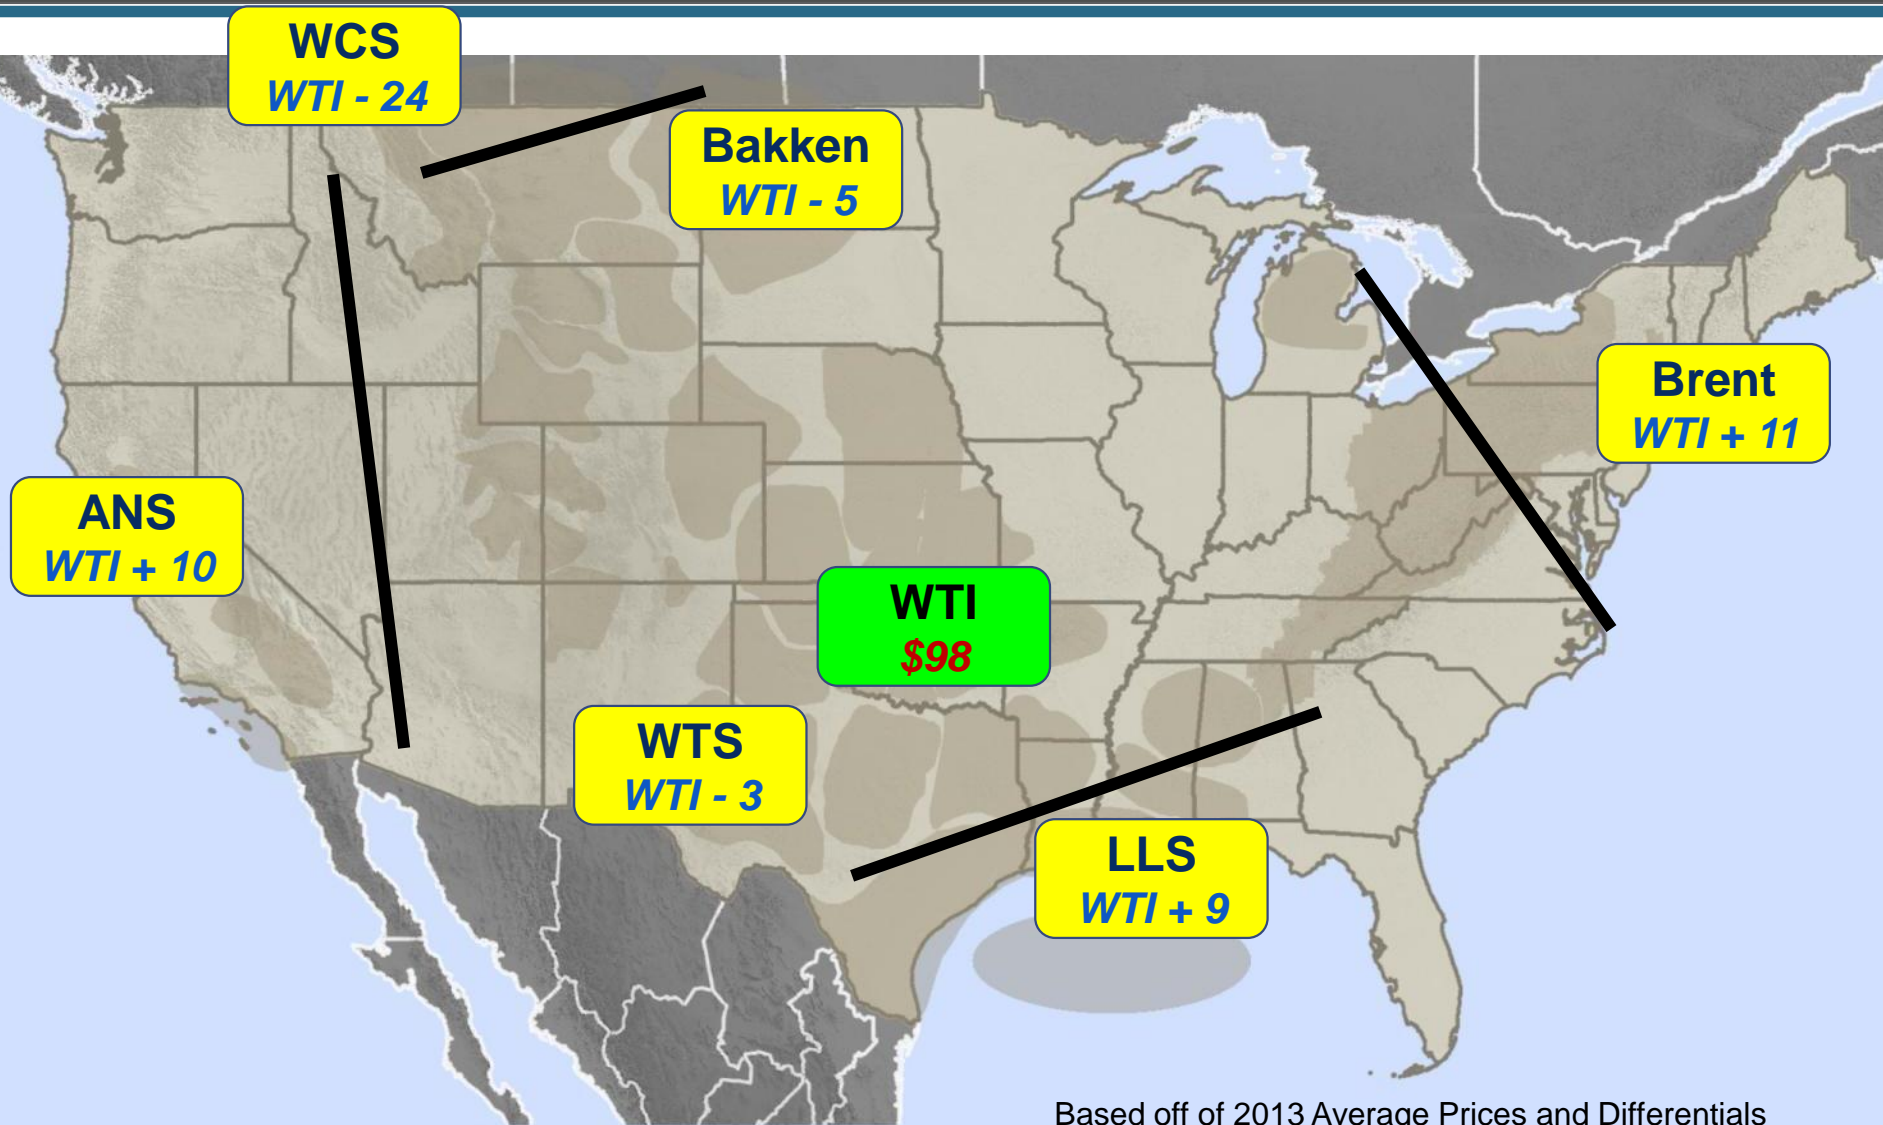 WCS
WTI - 24
Bakken
WTI - 5
Brent
WTI + 11
ANS
WTI + 10
WTI
$98
WTS
WTI - 3
LLS
WTI + 9
Based off of 2013 Average Prices and Differentials